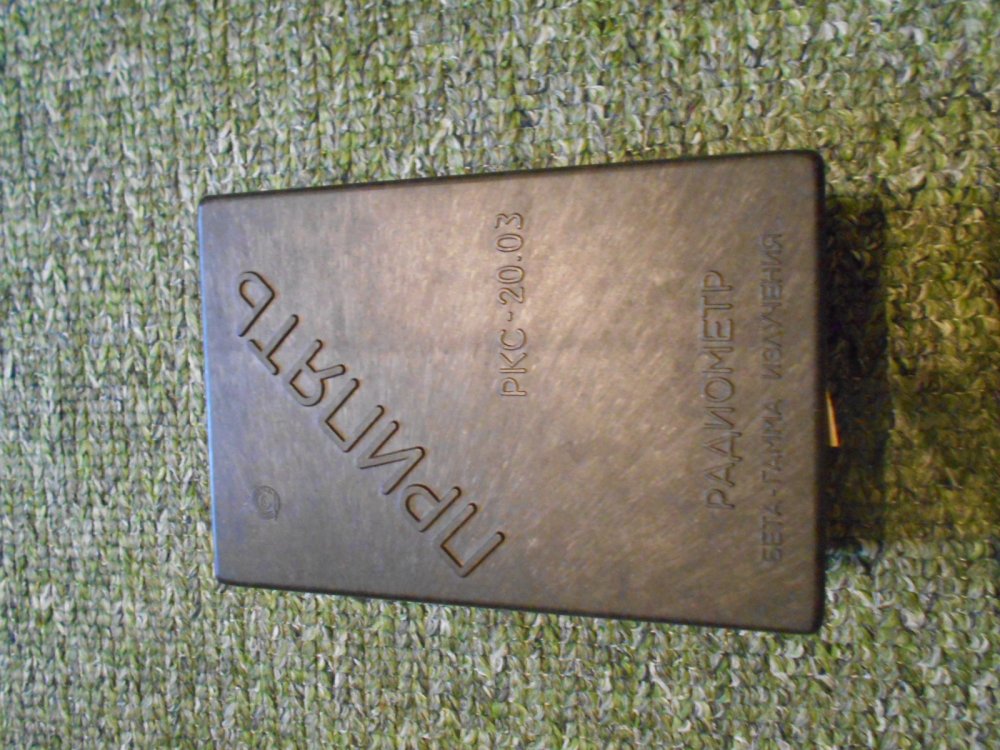 ПРИПЯТЬ
РКС-20.03
РАДИОМЕТР
БЕТА-ГАММА ИЗЛУЧЕНИЯ